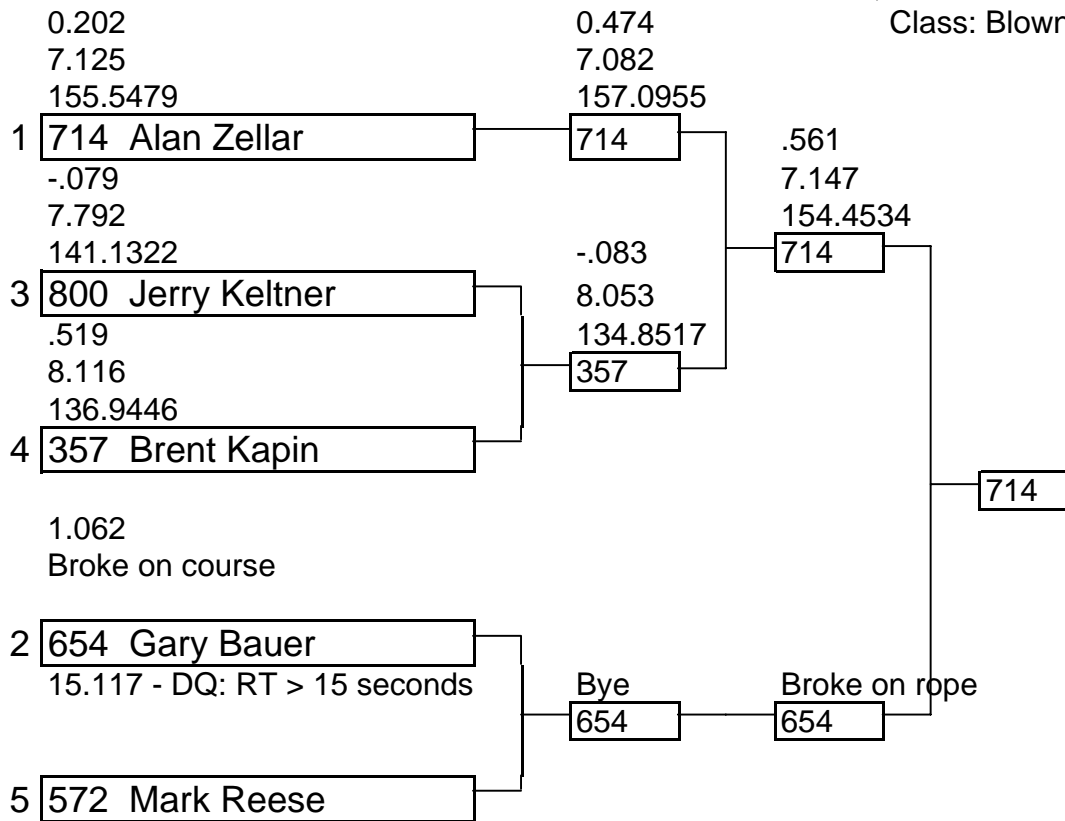 0.202
7.125
155.5479
1 714 Alan Zellar
-.079
7.792
141.1322
3 800 Jerry Keltner
.519
8.116
136.9446
4 357 Brent Kapin
1.062
Broke on course
2 654 Gary Bauer
15.117 - DQ: RT > 15 seconds
5 572 Mark Reese
0.474
7.082
157.0955
714
-.083
8.053
134.8517
357
Bye
654
Class: Blown
.561
7.147
154.4534
714
Broke on rope
654
714